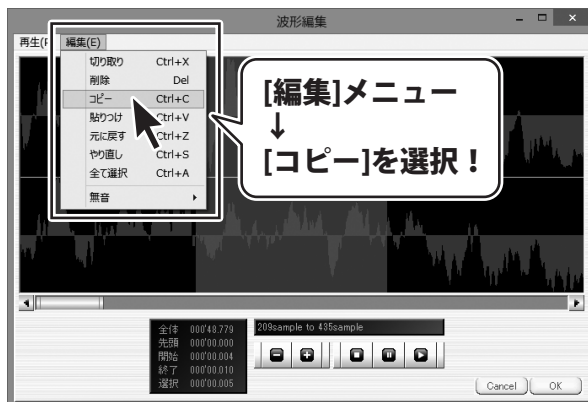 波形編集
再生(P
編集(E)
切り取り Ctrl+X
削除 Del
コピー Ctrl+C
貼りつけ Ctrl+V
元に戻す Ctrl+Z
やり直し Ctrl+S
全て選択 Ctrl+A
無音
[編集]メニュー
↓
[コピー]を選択！
全体 000'48.779
先頭 000'00.000
開始 000'00.004
終了 000'00.010
選択 000'00.005
209sample to 435sample
Cancel
OK